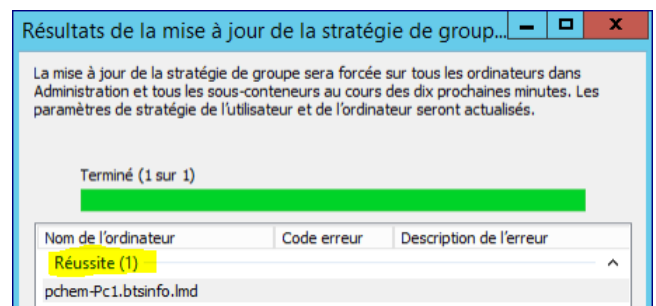 Résultats de la mise à jour de la stratégie de group...
La mise à jour de la stratégie de groupe sera forcée sur tous les ordinateurs dans
Administration et tous les sous-conteneurs au cours des dix prochaines minutes. Les
paramètres de stratégie de l'utilisateur et de l'ordinateur seront actualisés.
Terminé (1 sur 1)
Nom de l'ordinateur Code erreur Description de l'erreur
Réussite (1)
pchem-Pc1.btsinfo.lmd